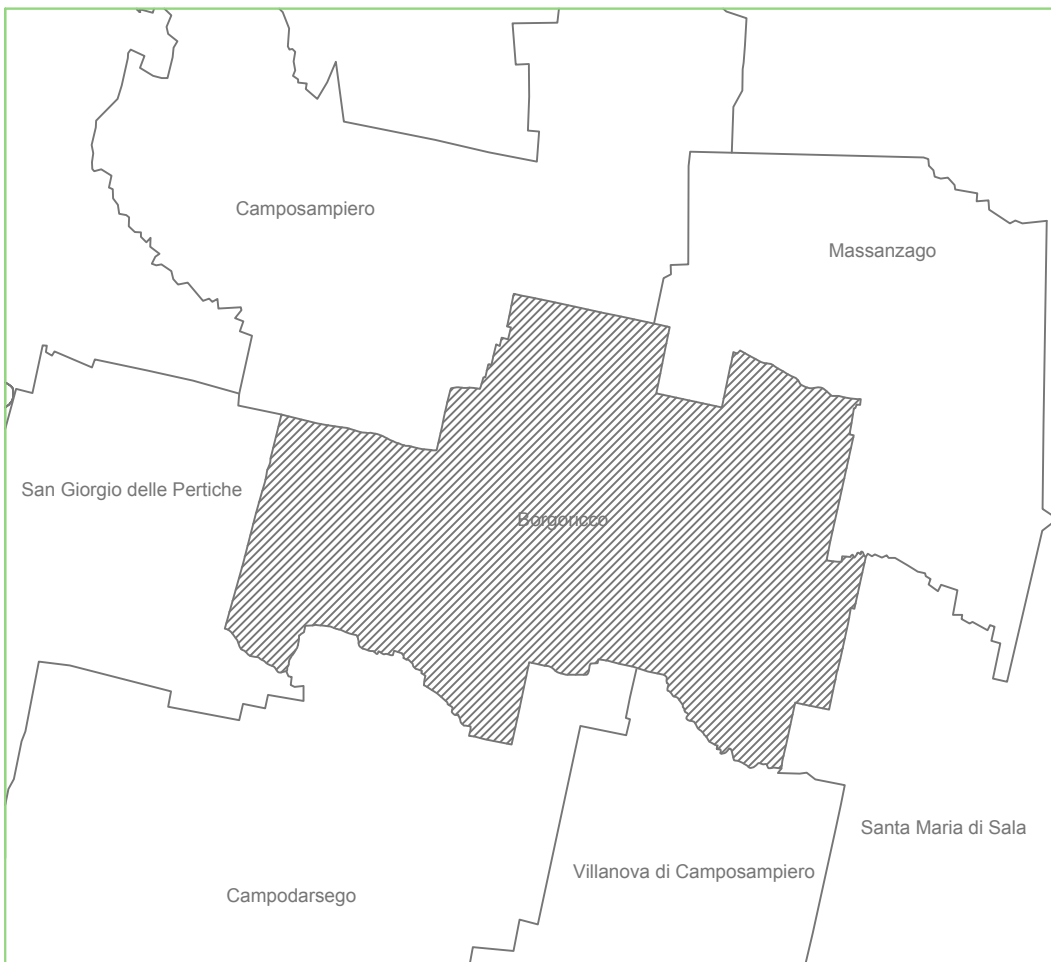 Camposampiero
Massanzago
San Giorgio delle Pertiche
Borgoricco
Santa Maria di Sala
Villanova di Camposampiero
Campodarsego